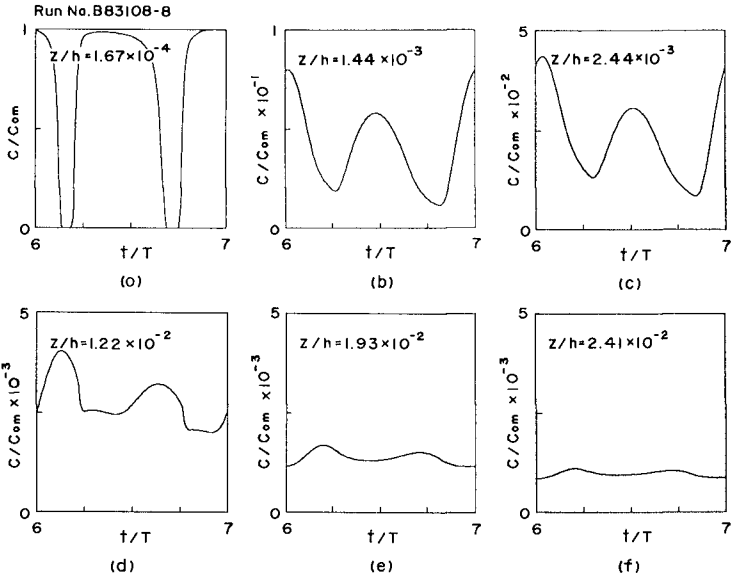 Run No.B83108-8
1
Z/h=1.67×10⁻⁴
C/Com
0
6
7
t/T
(a)
1
Z/h=1.44×10⁻³
C/Com ×10⁻¹
0
6
7
t/T
(b)
5
Z/h=2.44×10⁻³
C/Com ×10⁻²
0
6
7
t/T
(c)
5
Z/h=1.22×10⁻²
C/Com ×10⁻³
0
6
7
t/T
(d)
5
Z/h=1.93×10⁻²
C/Com ×10⁻³
0
6
7
t/T
(e)
5
Z/h=2.41×10⁻²
C/Com ×10⁻³
0
6
7
t/T
(f)